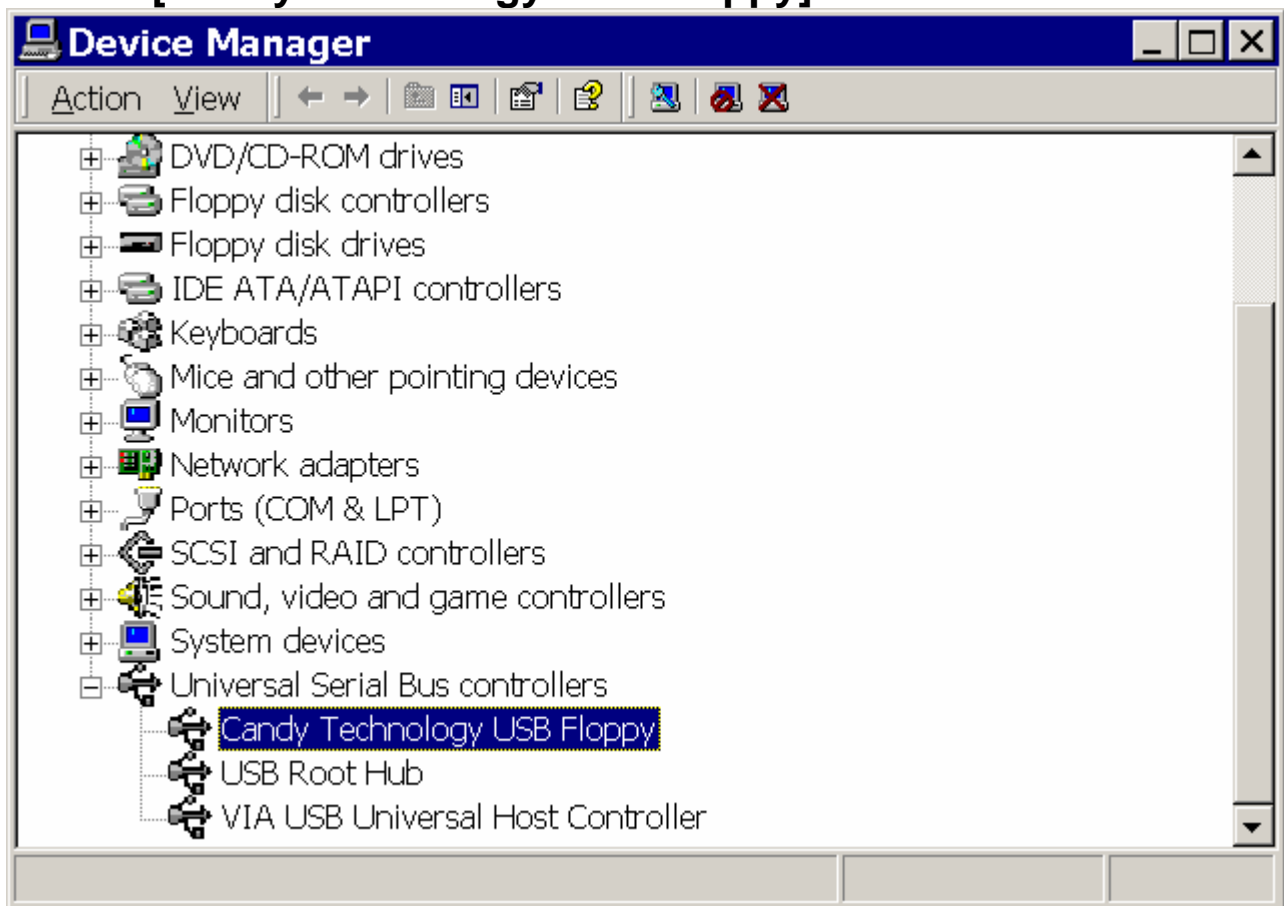 Device Manager
Action View
DVD/CD-ROM drives
Floppy disk controllers
Floppy disk drives
IDE ATA/ATAPI controllers
Keyboards
Mice and other pointing devices
Monitors
Network adapters
Ports (COM & LPT)
SCSI and RAID controllers
Sound, video and game controllers
System devices
Universal Serial Bus controllers
Candy Technology USB Floppy
USB Root Hub
VIA USB Universal Host Controller